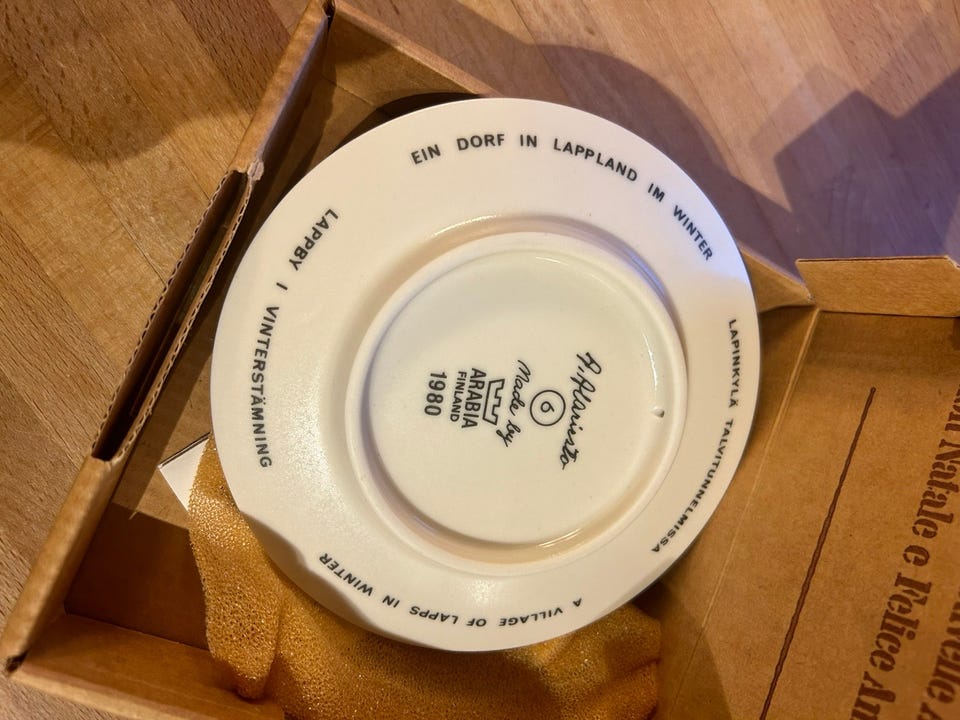 EIN DORF IN LAPPLAND IM WINTER
LAPINKYLÄ TALVITUNNELMISSA
A VILLAGE OF LAPPS IN WINTER
LAPPBY I VINTERSTÄMNING
A. Alariesto
6
Made by
ARABIA
FINLAND
1980
Natale e Felice